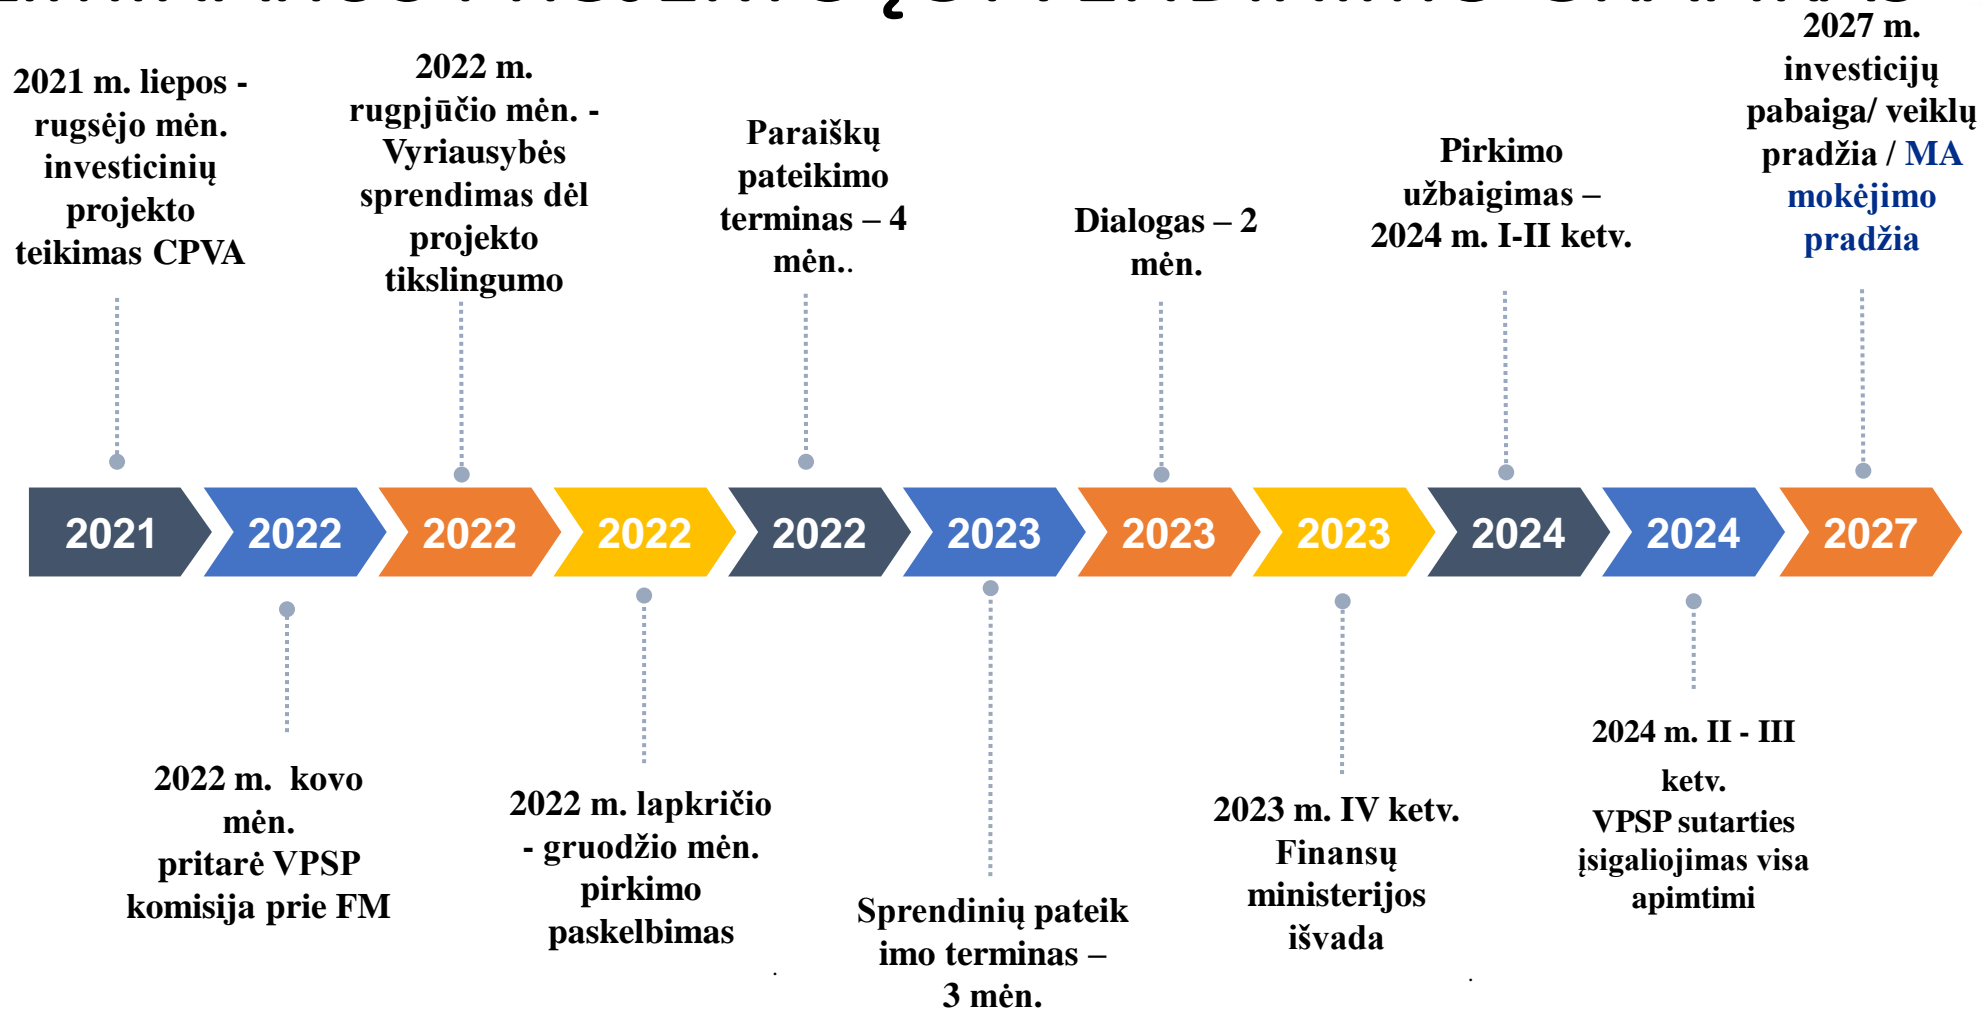 2021 m. liepos -
rugsėjo mėn.
investicinių
projekto
teikimas CPVA
2022 m.
rugpjūčio mėn. -
Vyriausybės
sprendimas dėl
projekto
tikslingumo
Paraiškų
pateikimo
terminas – 4
mėn..
Dialogas – 2
mėn.
Pirkimo
užbaigimas –
2024 m. I-II ketv.
2027 m.
investicijų
pabaiga/ veiklų
pradžia / MA
mokėjimo
pradžia
2021
2022
2022
2022
2022
2023
2023
2023
2024
2024
2027
2022 m. kovo
mėn.
pritarė VPSP
komisija prie FM
2022 m. lapkričio
- gruodžio mėn.
pirkimo
paskelbimas
Sprendinių pateik
imo terminas –
3 mėn.
2023 m. IV ketv.
Finansų
ministerijos
išvada
2024 m. II - III
ketv.
VPSP sutarties
įsigaliojimas visa
apimtimi